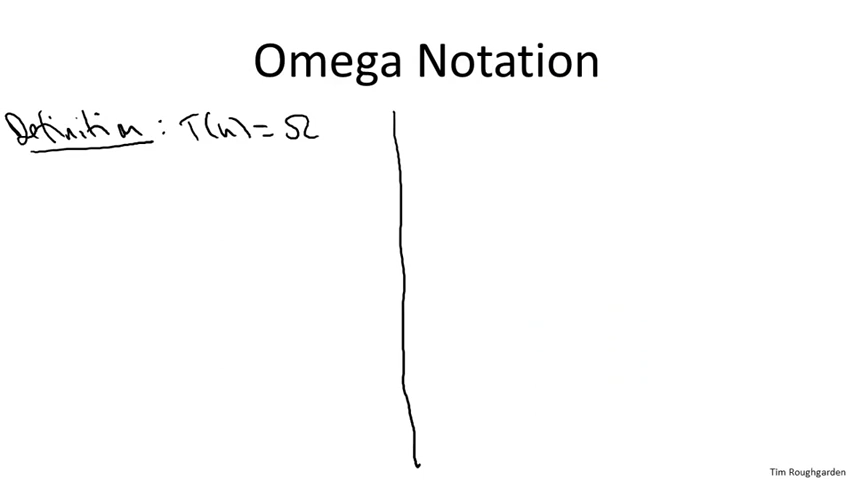 Omega Notation
Definition : T(n) = Ω
Tim Roughgarden